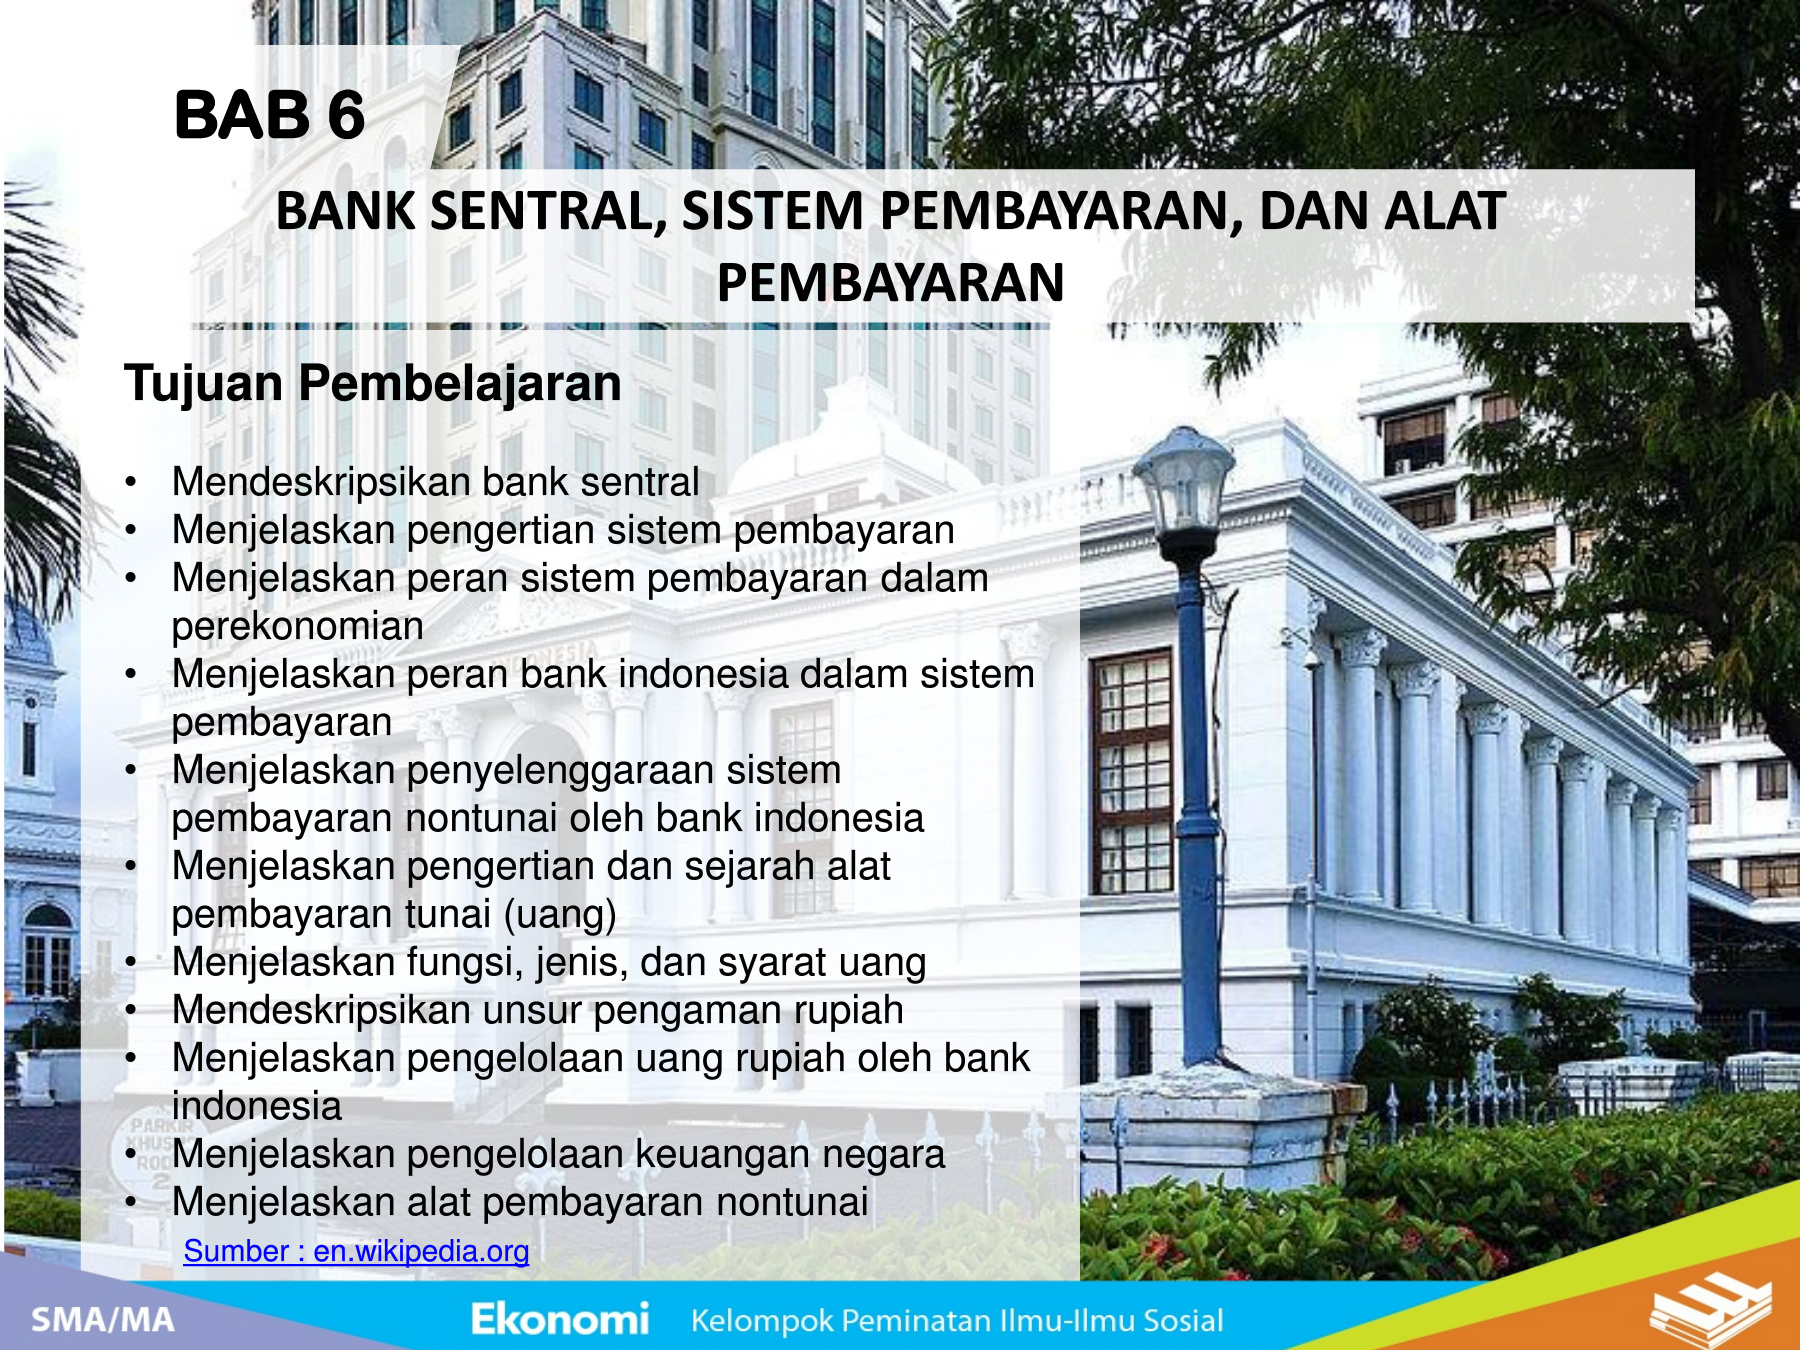 BAB 6
BANK SENTRAL, SISTEM PEMBAYARAN, DAN ALAT
PEMBAYARAN
Tujuan Pembelajaran
• Mendeskripsikan bank sentral
• Menjelaskan pengertian sistem pembayaran
• Menjelaskan peran sistem pembayaran dalam
perekonomian
• Menjelaskan peran bank indonesia dalam sistem
pembayaran
• Menjelaskan penyelenggaraan sistem
pembayaran nontunai oleh bank indonesia
• Menjelaskan pengertian dan sejarah alat
pembayaran tunai (uang)
• Menjelaskan fungsi, jenis, dan syarat uang
• Mendeskripsikan unsur pengaman rupiah
• Menjelaskan pengelolaan uang rupiah oleh bank
indonesia
• Menjelaskan pengelolaan keuangan negara
• Menjelaskan alat pembayaran nontunai
Sumber : en.wikipedia.org
PARKIR
SMA/MA
Ekonomi Kelompok Peminatan Ilmu-Ilmu Sosial